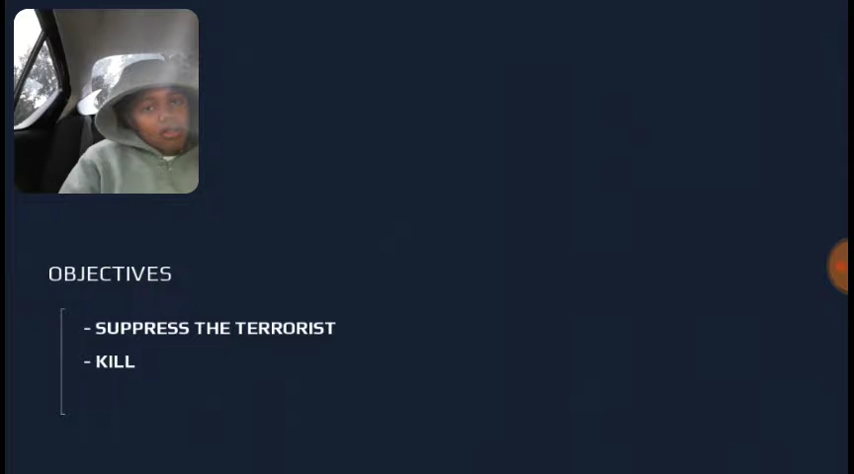 OBJECTIVES
- SUPPRESS THE TERRORIST
- KILL